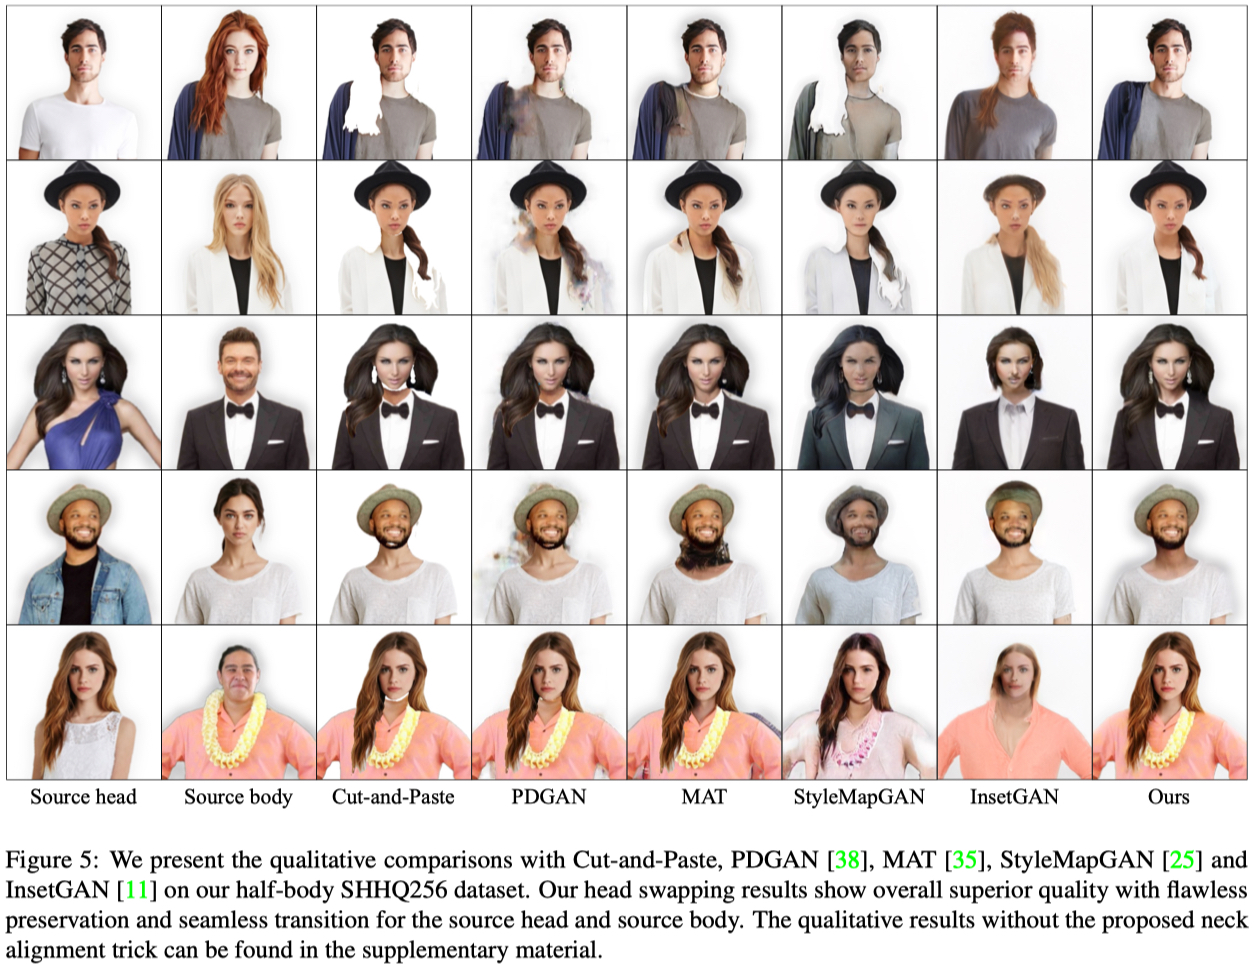 Source head Source body Cut-and-Paste PDGAN MAT StyleMapGAN InsetGAN Ours
Figure 5: We present the qualitative comparisons with Cut-and-Paste, PDGAN [38], MAT [35], StyleMapGAN [25] and
InsetGAN [11] on our half-body SHHQ256 dataset. Our head swapping results show overall superior quality with flawless
preservation and seamless transition for the source head and source body. The qualitative results without the proposed neck
alignment trick can be found in the supplementary material.